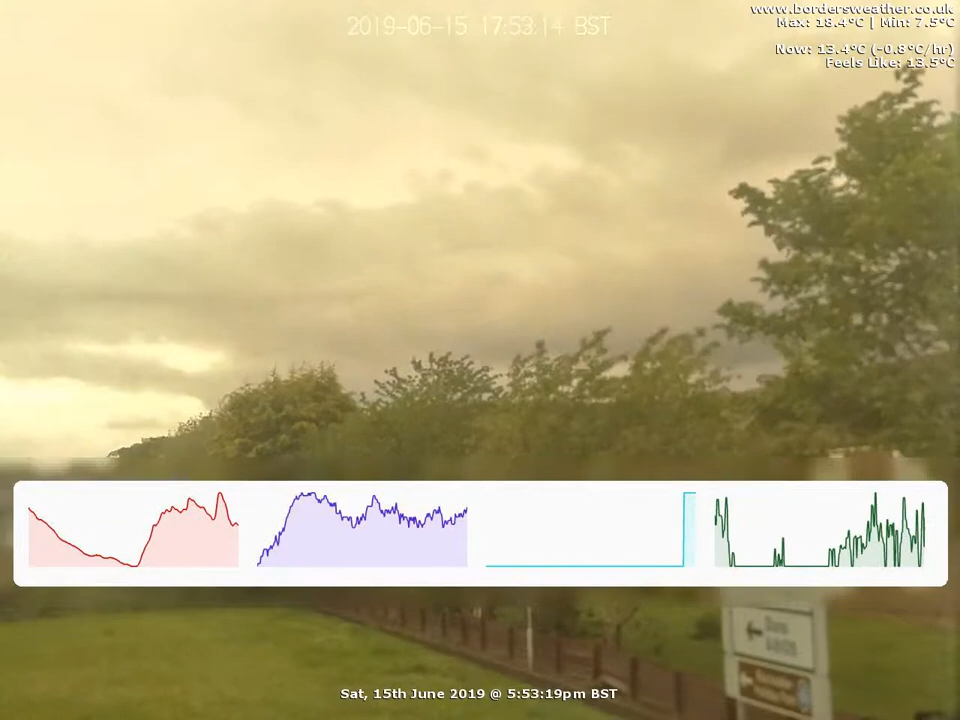 2019-06-15 17:53:14 BST
www.bordersweather.co.uk
Max: 18.4°C | Min: 7.5°C
Now: 13.4°C (-0.8°C/hr)
Feels Like: 13.5°C
Sat, 15th June 2019 @ 5:53:19pm BST